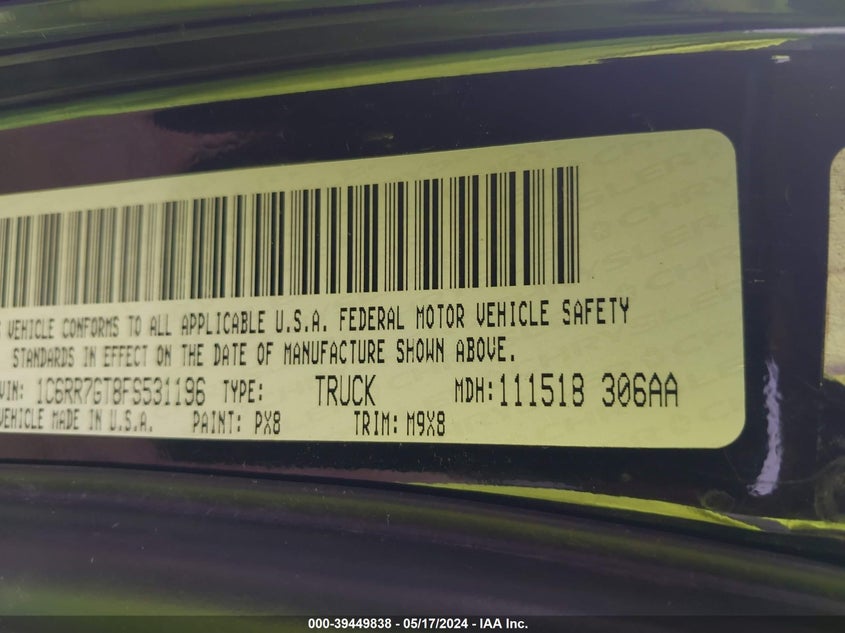 VEHICLE CONFORMS TO ALL APPLICABLE U.S.A. FEDERAL MOTOR VEHICLE SAFETY
STANDARDS IN EFFECT ON THE DATE OF MANUFACTURE SHOWN ABOVE.
VIN: 1C6RR7GT8FS531196 TYPE: TRUCK MDH: 111518 306AA
VEHICLE MADE IN U.S.A. PAINT: PX8 TRIM: M9X8
CHRYSLER
000-39449838 - 05/17/2024 - IAA Inc.